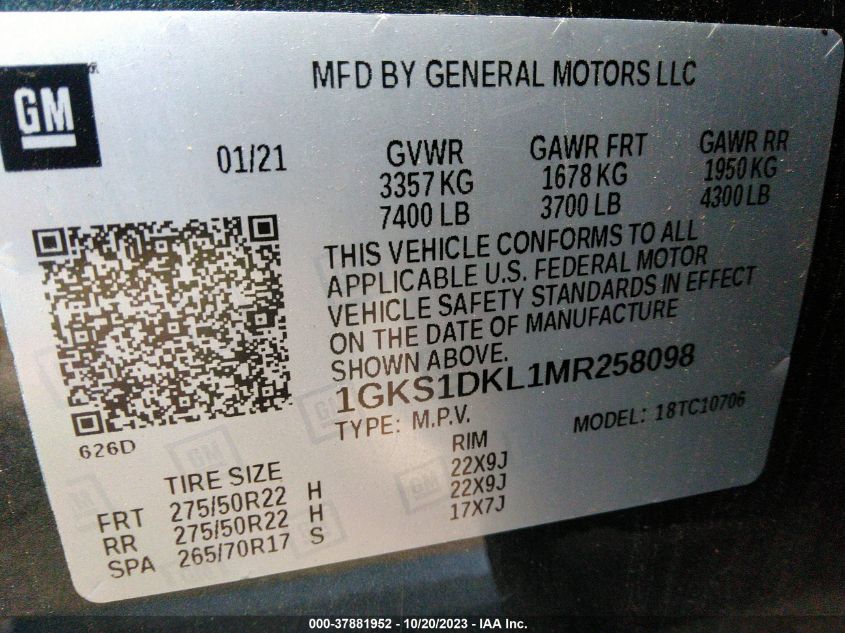 GM
MFD BY GENERAL MOTORS LLC
01/21
GVWR
3357 KG
7400 LB
GAWR FRT
1678 KG
3700 LB
GAWR RR
1950 KG
4300 LB
THIS VEHICLE CONFORMS TO ALL
APPLICABLE U.S. FEDERAL MOTOR
VEHICLE SAFETY STANDARDS IN EFFECT
ON THE DATE OF MANUFACTURE
SHOWN ABOVE.
1GKS1DKL1MR258098
TYPE: M.P.V.
MODEL: 18TC10706
626D
TIRE SIZE RIM
FRT 275/50R22 H 22X9J
RR 275/50R22 H 22X9J
SPA 265/70R17 S 17X7J
000-37881952 - 10/20/2023 - IAA Inc.